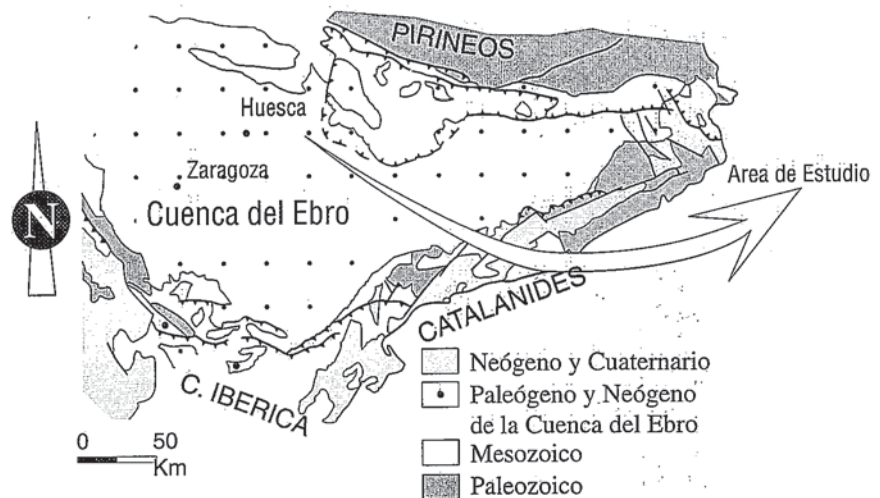 PIRINEOS
Huesca
Zaragoza
Area de Estudio
N
Cuenca del Ebro
CATALANIDES
C. IBERICA
Neógeno y Cuaternario
Paleógeno y Neógeno
de la Cuenca del Ebro
Mesozoico
Paleozoico
0 50
Km